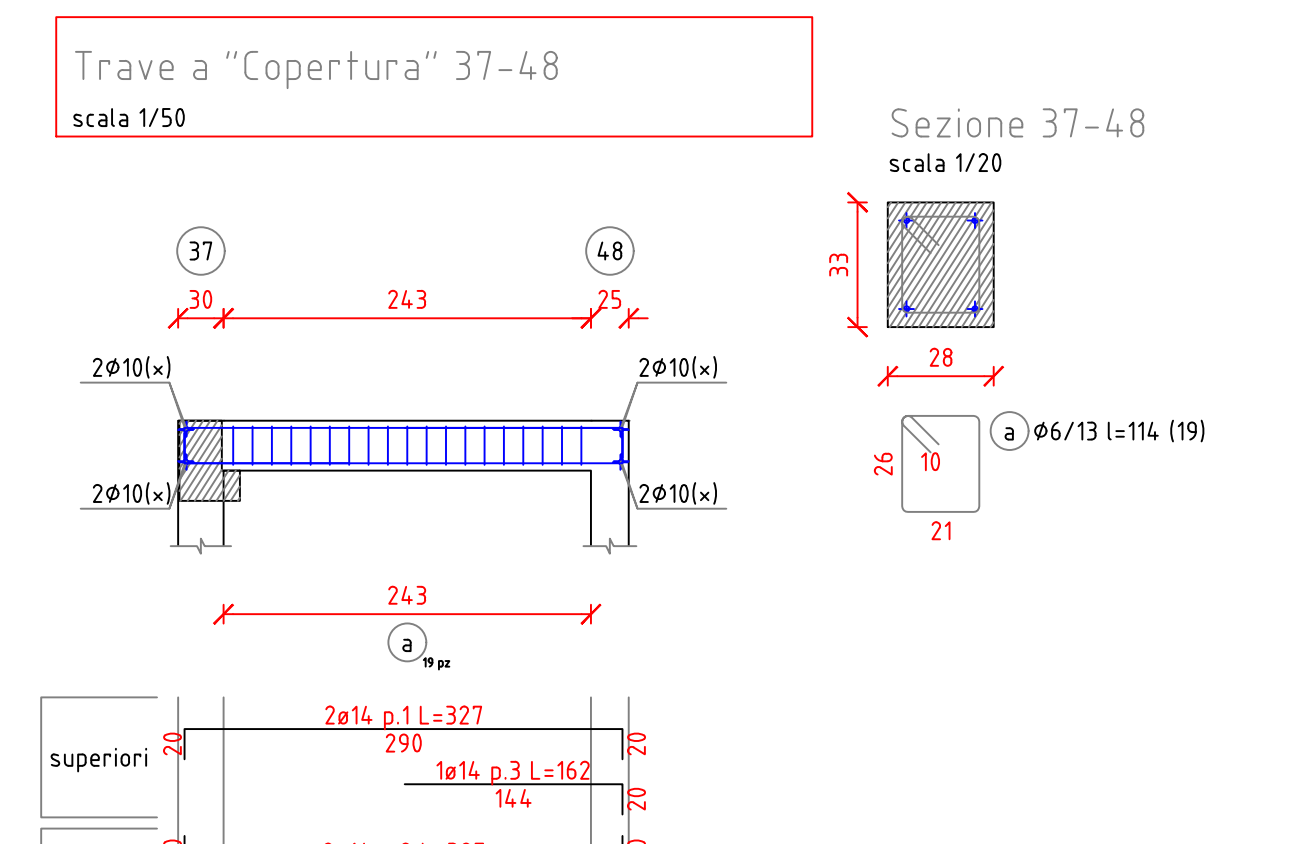 Trave a "Copertura" 37-48
scala 1/50
Sezione 37-48
scala 1/20
37
48
30
243
25
33
28
2Ø10(×)
2Ø10(×)
2Ø10(×)
2Ø10(×)
a
Ø6/13 l=114 (19)
26
10
21
243
a
19 pz
superiori
2ø14 p.1 L=327
20
290
20
1ø14 p.3 L=162
144
20